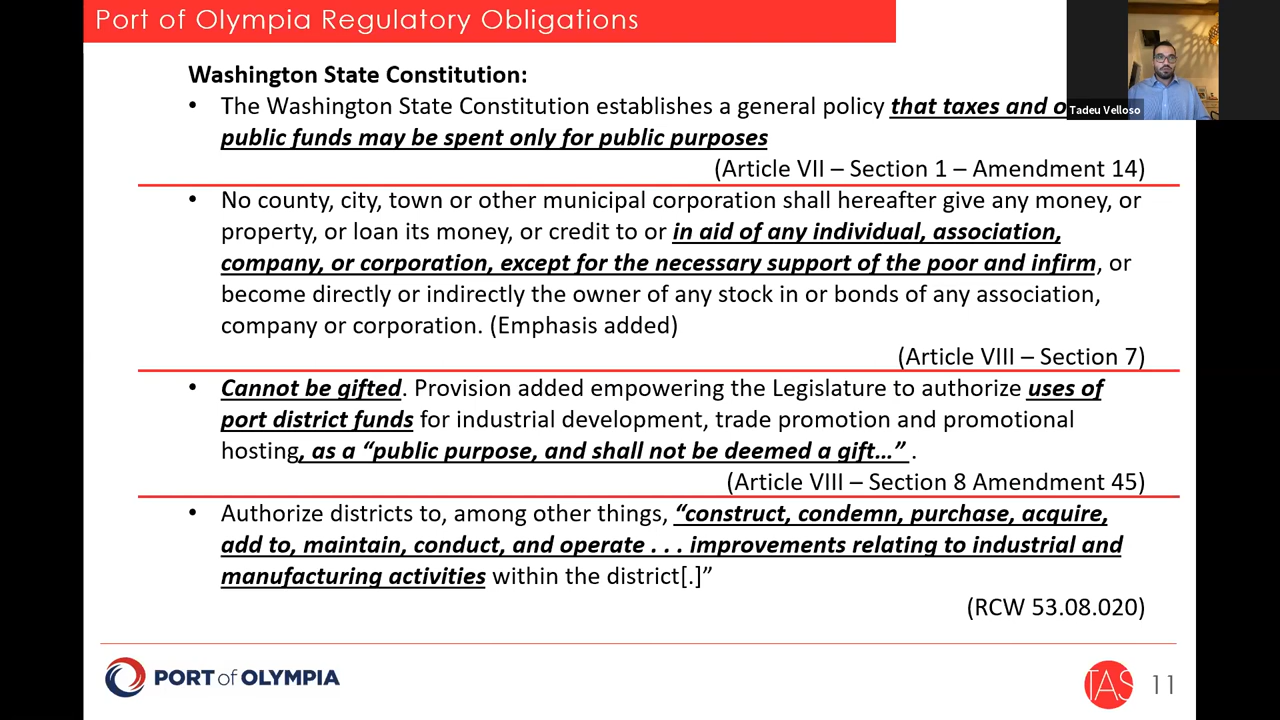 Port of Olympia Regulatory Obligations
Tadeu Velloso
Washington State Constitution:
• The Washington State Constitution establishes a general policy that taxes and
public funds may be spent only for public purposes
(Article VII – Section 1 – Amendment 14)
• No county, city, town or other municipal corporation shall hereafter give any money, or
property, or loan its money, or credit to or in aid of any individual, association,
company, or corporation, except for the necessary support of the poor and infirm, or
become directly or indirectly the owner of any stock in or bonds of any association,
company or corporation. (Emphasis added)
(Article VIII – Section 7)
• Cannot be gifted. Provision added empowering the Legislature to authorize uses of
port district funds for industrial development, trade promotion and promotional
hosting, as a “public purpose, and shall not be deemed a gift…” .
(Article VIII – Section 8 Amendment 45)
• Authorize districts to, among other things, “construct, condemn, purchase, acquire,
add to, maintain, conduct, and operate . . . improvements relating to industrial and
manufacturing activities within the district[.]”
(RCW 53.08.020)
PORT of OLYMPIA
TAS
11